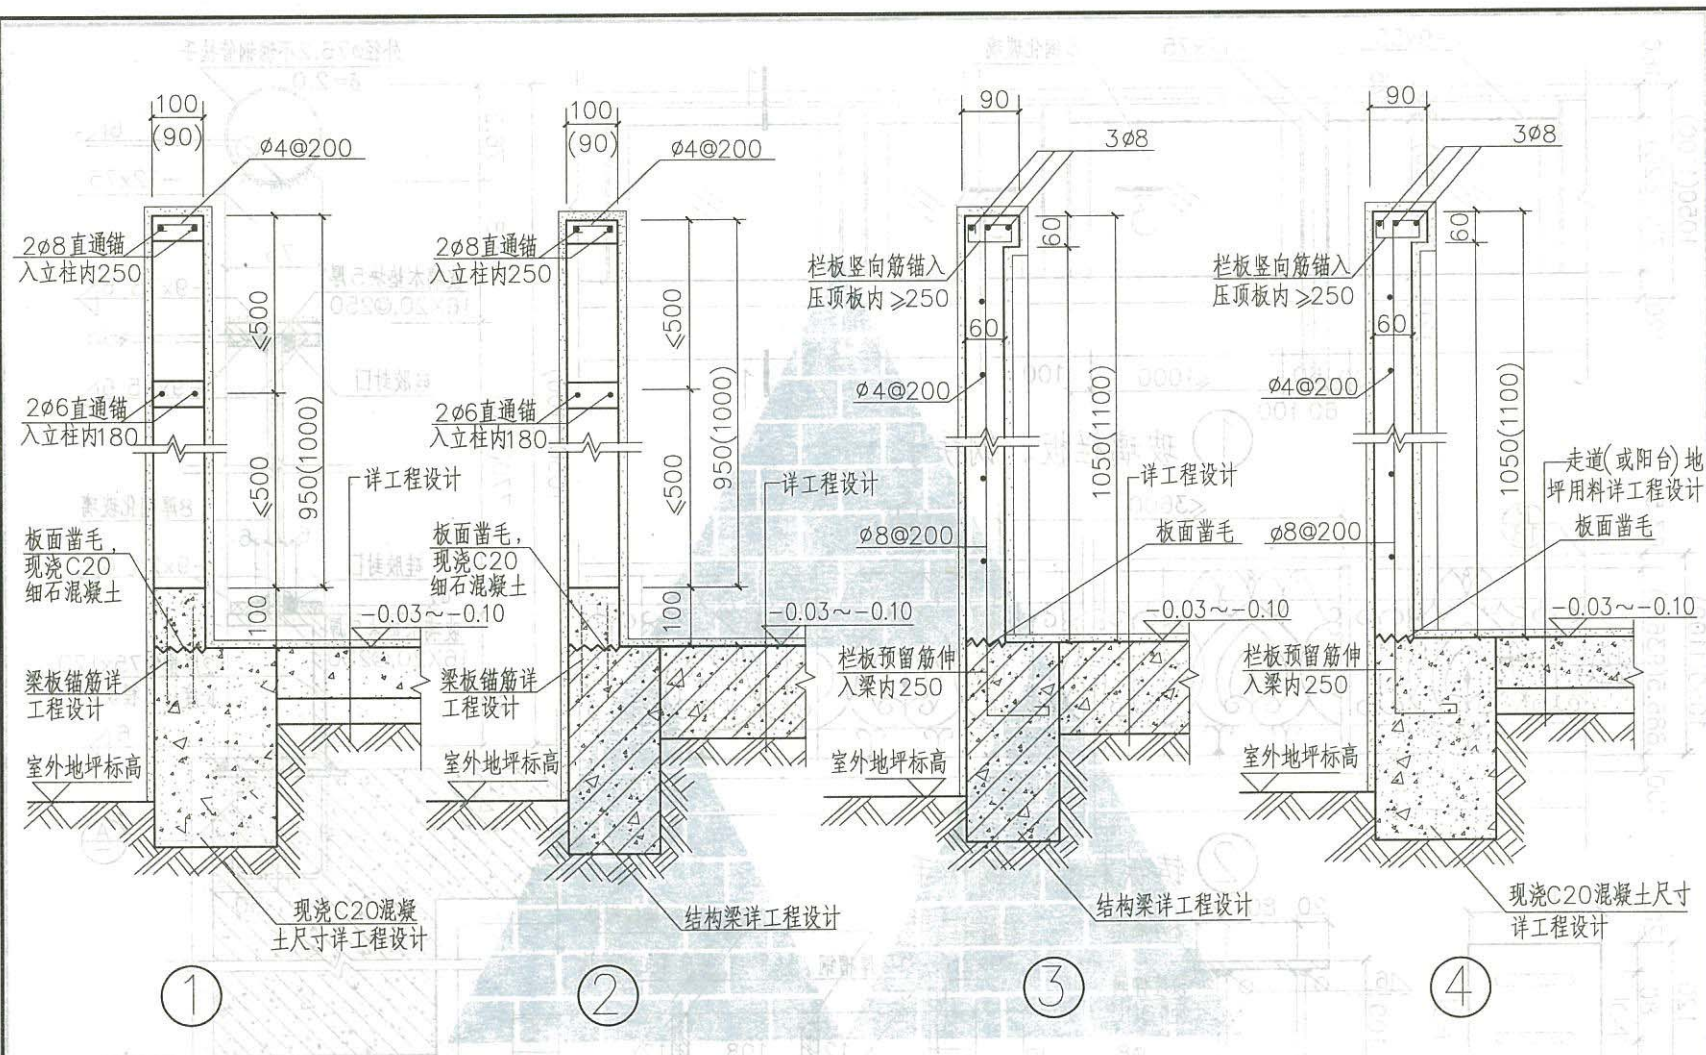 100
(90)
ø4@200
2ø8直通锚
入立柱内250
≤500
2ø6直通锚
入立柱内180
950(1000)
≤500
详工程设计
板面凿毛,
现浇C20
细石混凝土
100
-0.03～-0.10
梁板锚筋详
工程设计
室外地坪标高
现浇C20混凝
土尺寸详工程设计
1
100
(90)
ø4@200
2ø8直通锚
入立柱内250
≤500
2ø6直通锚
入立柱内180
950(1000)
≤500
详工程设计
板面凿毛,
现浇C20
细石混凝土
100
-0.03～-0.10
梁板锚筋详
工程设计
室外地坪标高
结构梁详工程设计
2
90
3ø8
60
栏板竖向筋锚入
压顶板内≥250
60
ø4@200
1050(1100)
详工程设计
ø8@200
板面凿毛
-0.03～-0.10
栏板预留筋伸
入梁内250
室外地坪标高
结构梁详工程设计
3
90
3ø8
60
栏板竖向筋锚入
压顶板内≥250
60
ø4@200
1050(1100)
走道(或阳台)地
坪用料详工程设计
ø8@200
板面凿毛
-0.03～-0.10
栏板预留筋伸
入梁内250
室外地坪标高
现浇C20混凝土尺寸
详工程设计
4